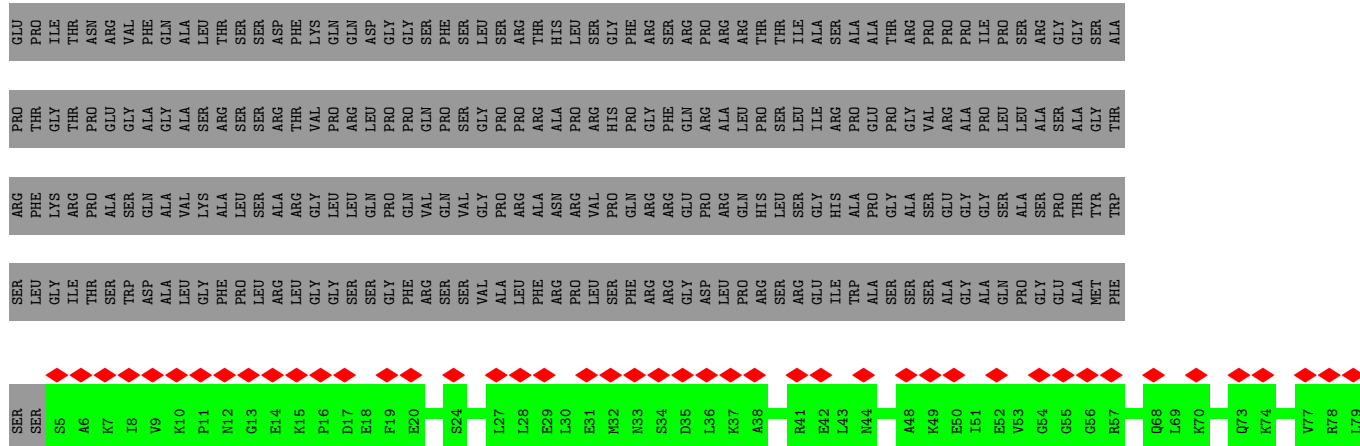 GLU PRO ILE THR ASN ARG VAL PHE GLN ALA LEU THR SER SER ASP PHE LYS GLN GLN ASP GLY GLY SER PHE SER LEU SER ARG THR HIS LEU SER GLY PHE ARG SER ARG PRO ARG ARG THR THR ILE ALA SER ALA ALA THR ARG PRO PRO PRO ILE PRO SER ARG GLY GLY SER ALA
PRO THR GLY THR PRO GLU GLY ALA GLY ALA SER ARG SER SER ARG THR VAL PRO ARG LEU PRO PRO GLN PRO SER GLY PRO PRO ARG ALA PRO ARG HIS PRO GLY PHE GLN ARG ALA LEU PRO SER LEU ILE ARG PRO GLU PRO GLY VAL ARG ALA PRO LEU LEU ALA SER ALA GLY THR
ARG PHE LYS ARG PRO ALA SER GLN ALA VAL LYS ALA LEU SER ALA ARG GLY LEU LEU GLN PRO GLN VAL GLN VAL GLY PRO ARG ALA ASN ARG VAL PRO GLN ARG ARG GLU PRO ARG GLN HIS LEU SER GLY HIS ALA PRO GLY ALA SER GLU GLY GLY SER ALA SER PRO THR TYR TRP
SER LEU GLY ILE THR SER TRP ASP ALA LEU GLY PHE PRO LEU ARG LEU GLY GLY SER SER GLY PHE ARG SER SER VAL ALA LEU PHE ARG PRO LEU SER PHE ARG ARG GLY ASP LEU PRO ARG SER ARG GLU ILE TRP ALA SER SER SER ALA GLY ALA GLN PRO GLY GLU ALA MET PHE
SER SER S5 A6 K7 I8 V9 K10 P11 N12 G13 E14 K15 P16 D17 E18 F19 E20 S24 L27 L28 E29 L30 E31 M32 N33 S34 D35 L36 K37 A38 R41 E42 L43 N44 A48 K49 E50 I51 E52 V53 G54 G55 G56 R57 Q68 L69 K70 Q73 K74 V77 R78 L79